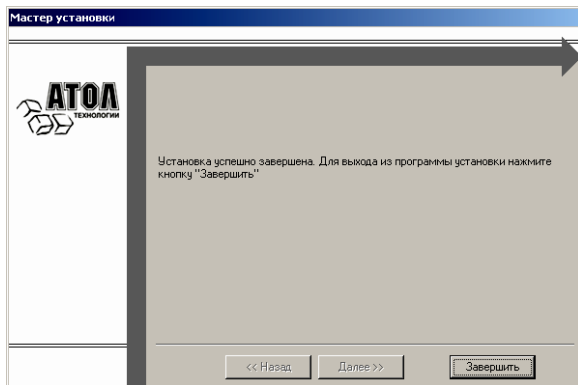 Мастер установки
АТОЛ
ТЕХНОЛОГИИ
Установка успешно завершена. Для выхода из программы установки нажмите
кнопку "Завершить"
<< Назад
Далее >>
Завершить